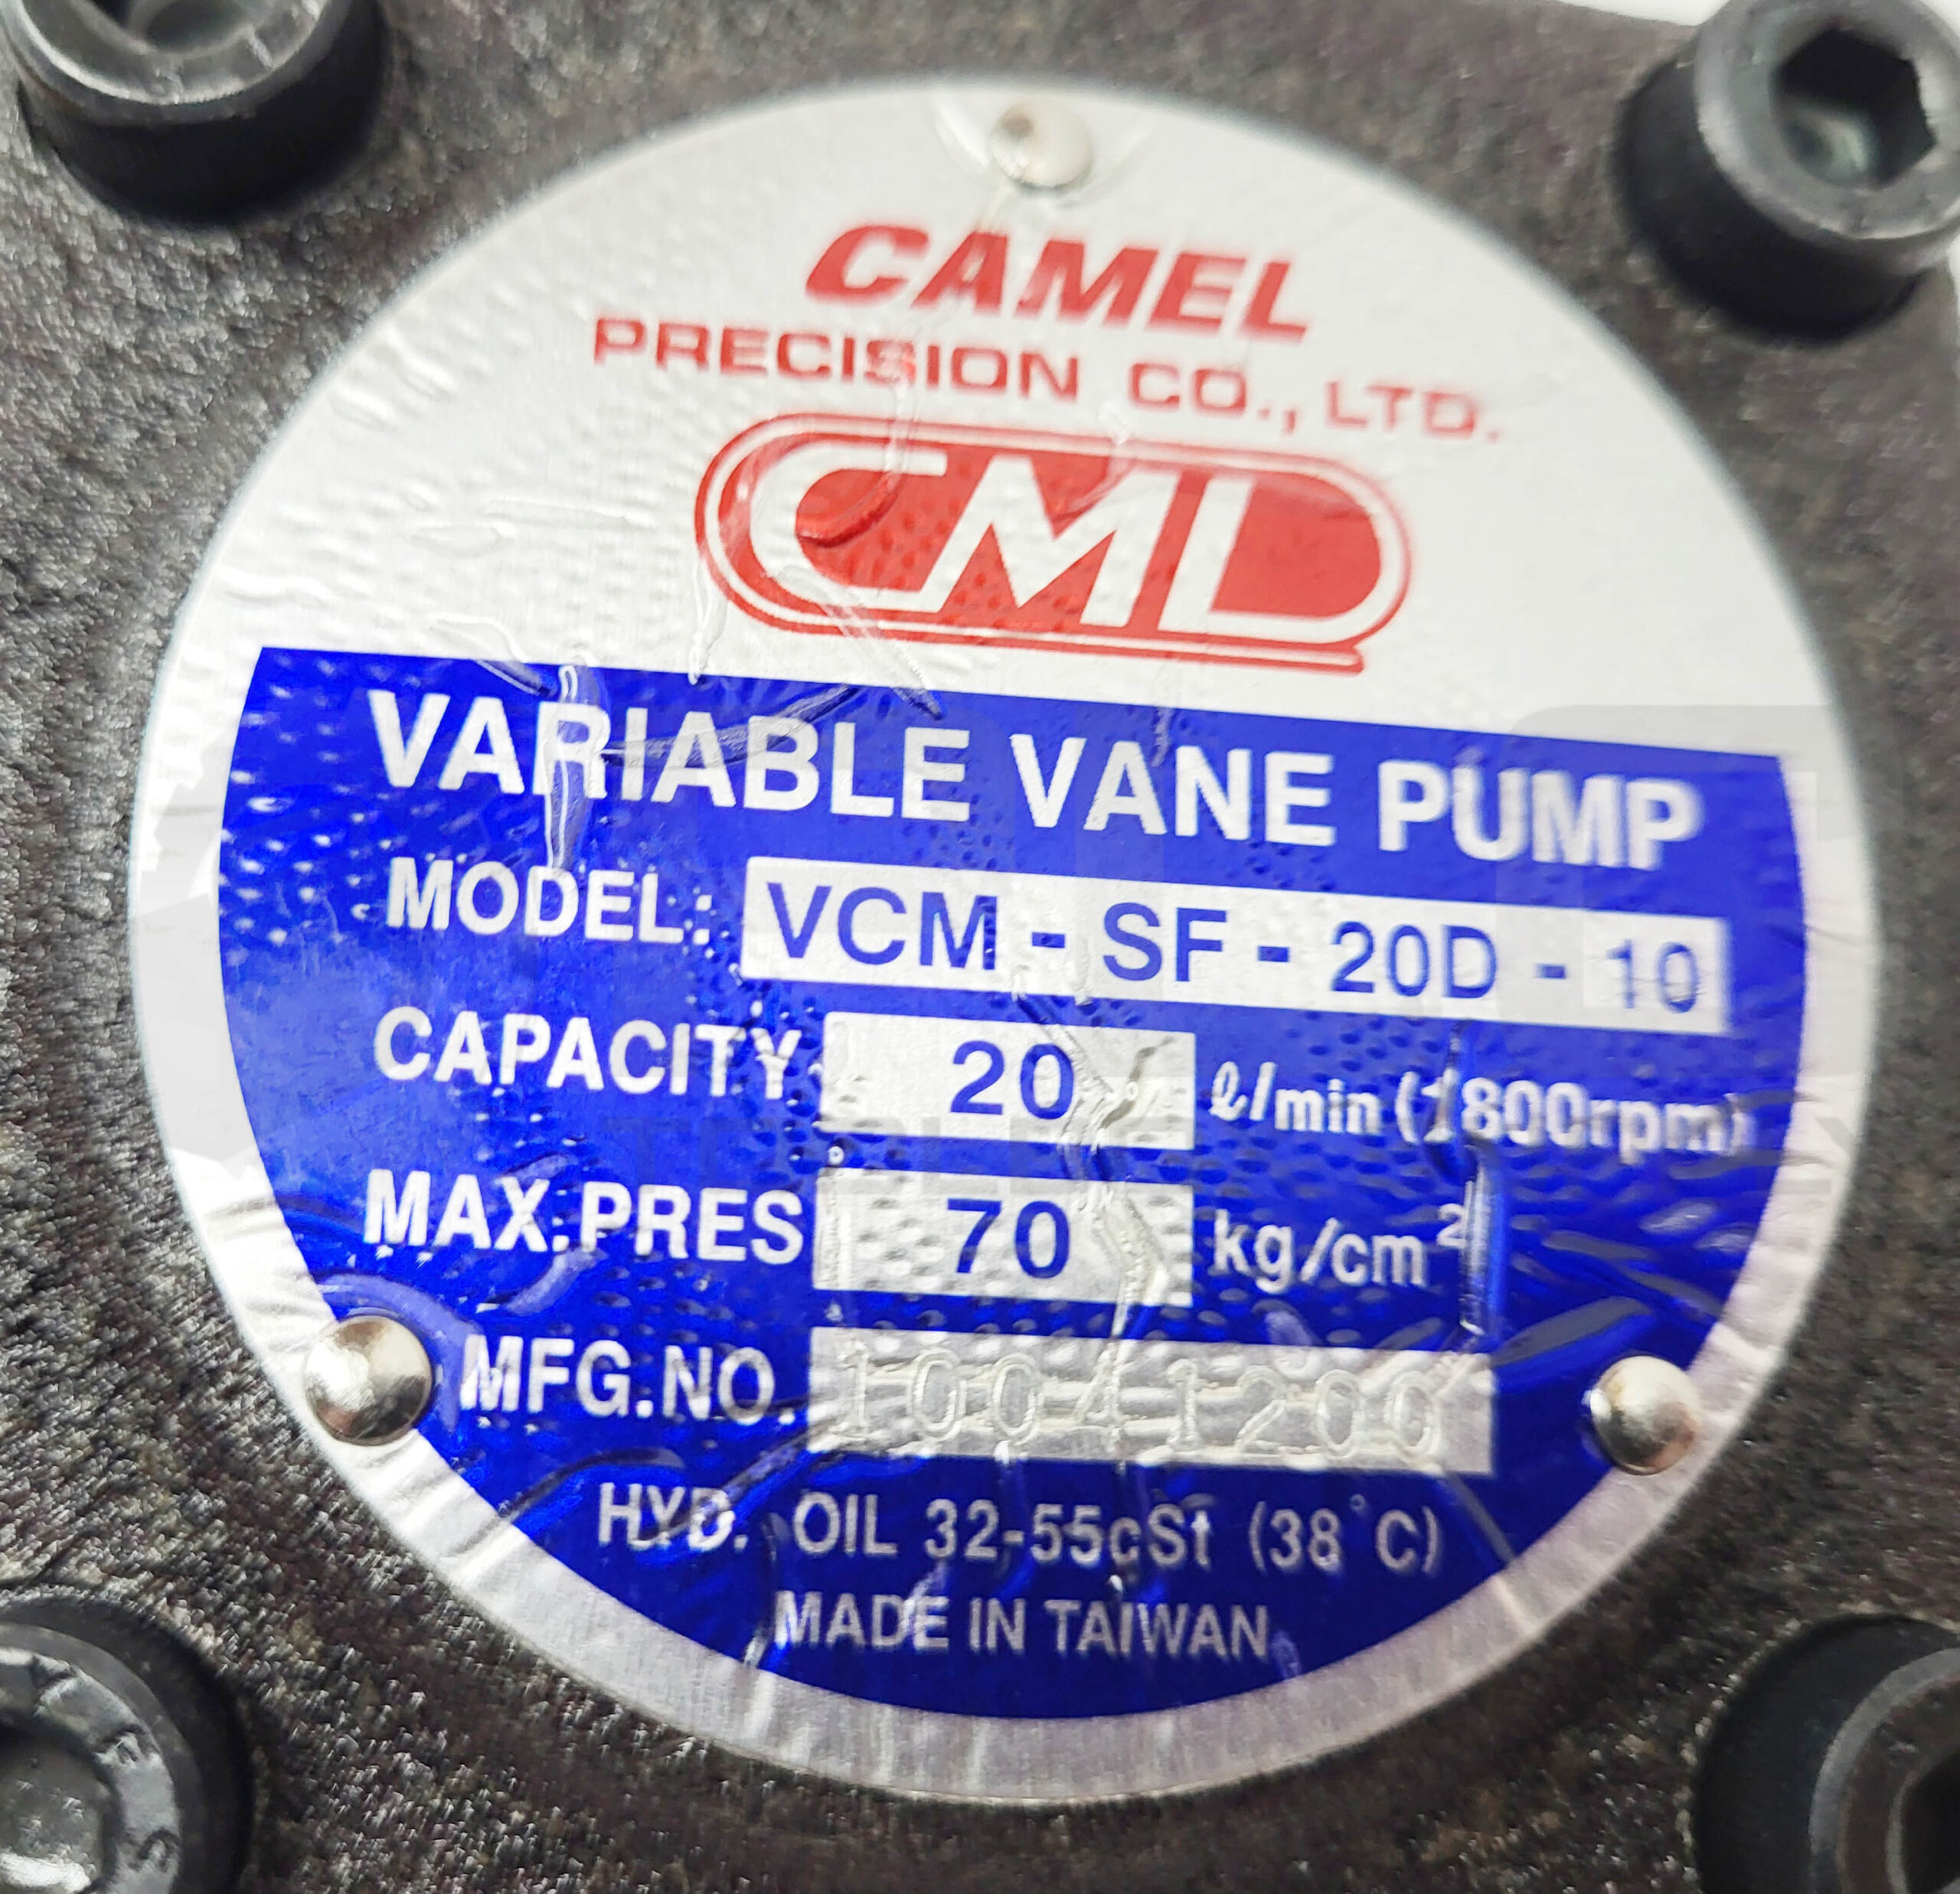 CAMEL
PRECISION CO., LTD.
CML
VARIABLE VANE PUMP
MODEL: VCM - SF - 20D - 10
CAPACITY 20 ℓ/min (1800rpm)
MAX.PRES 70 kg/cm²
MFG.NO. 10041200
HYD. OIL 32-55cSt (38°C)
MADE IN TAIWAN